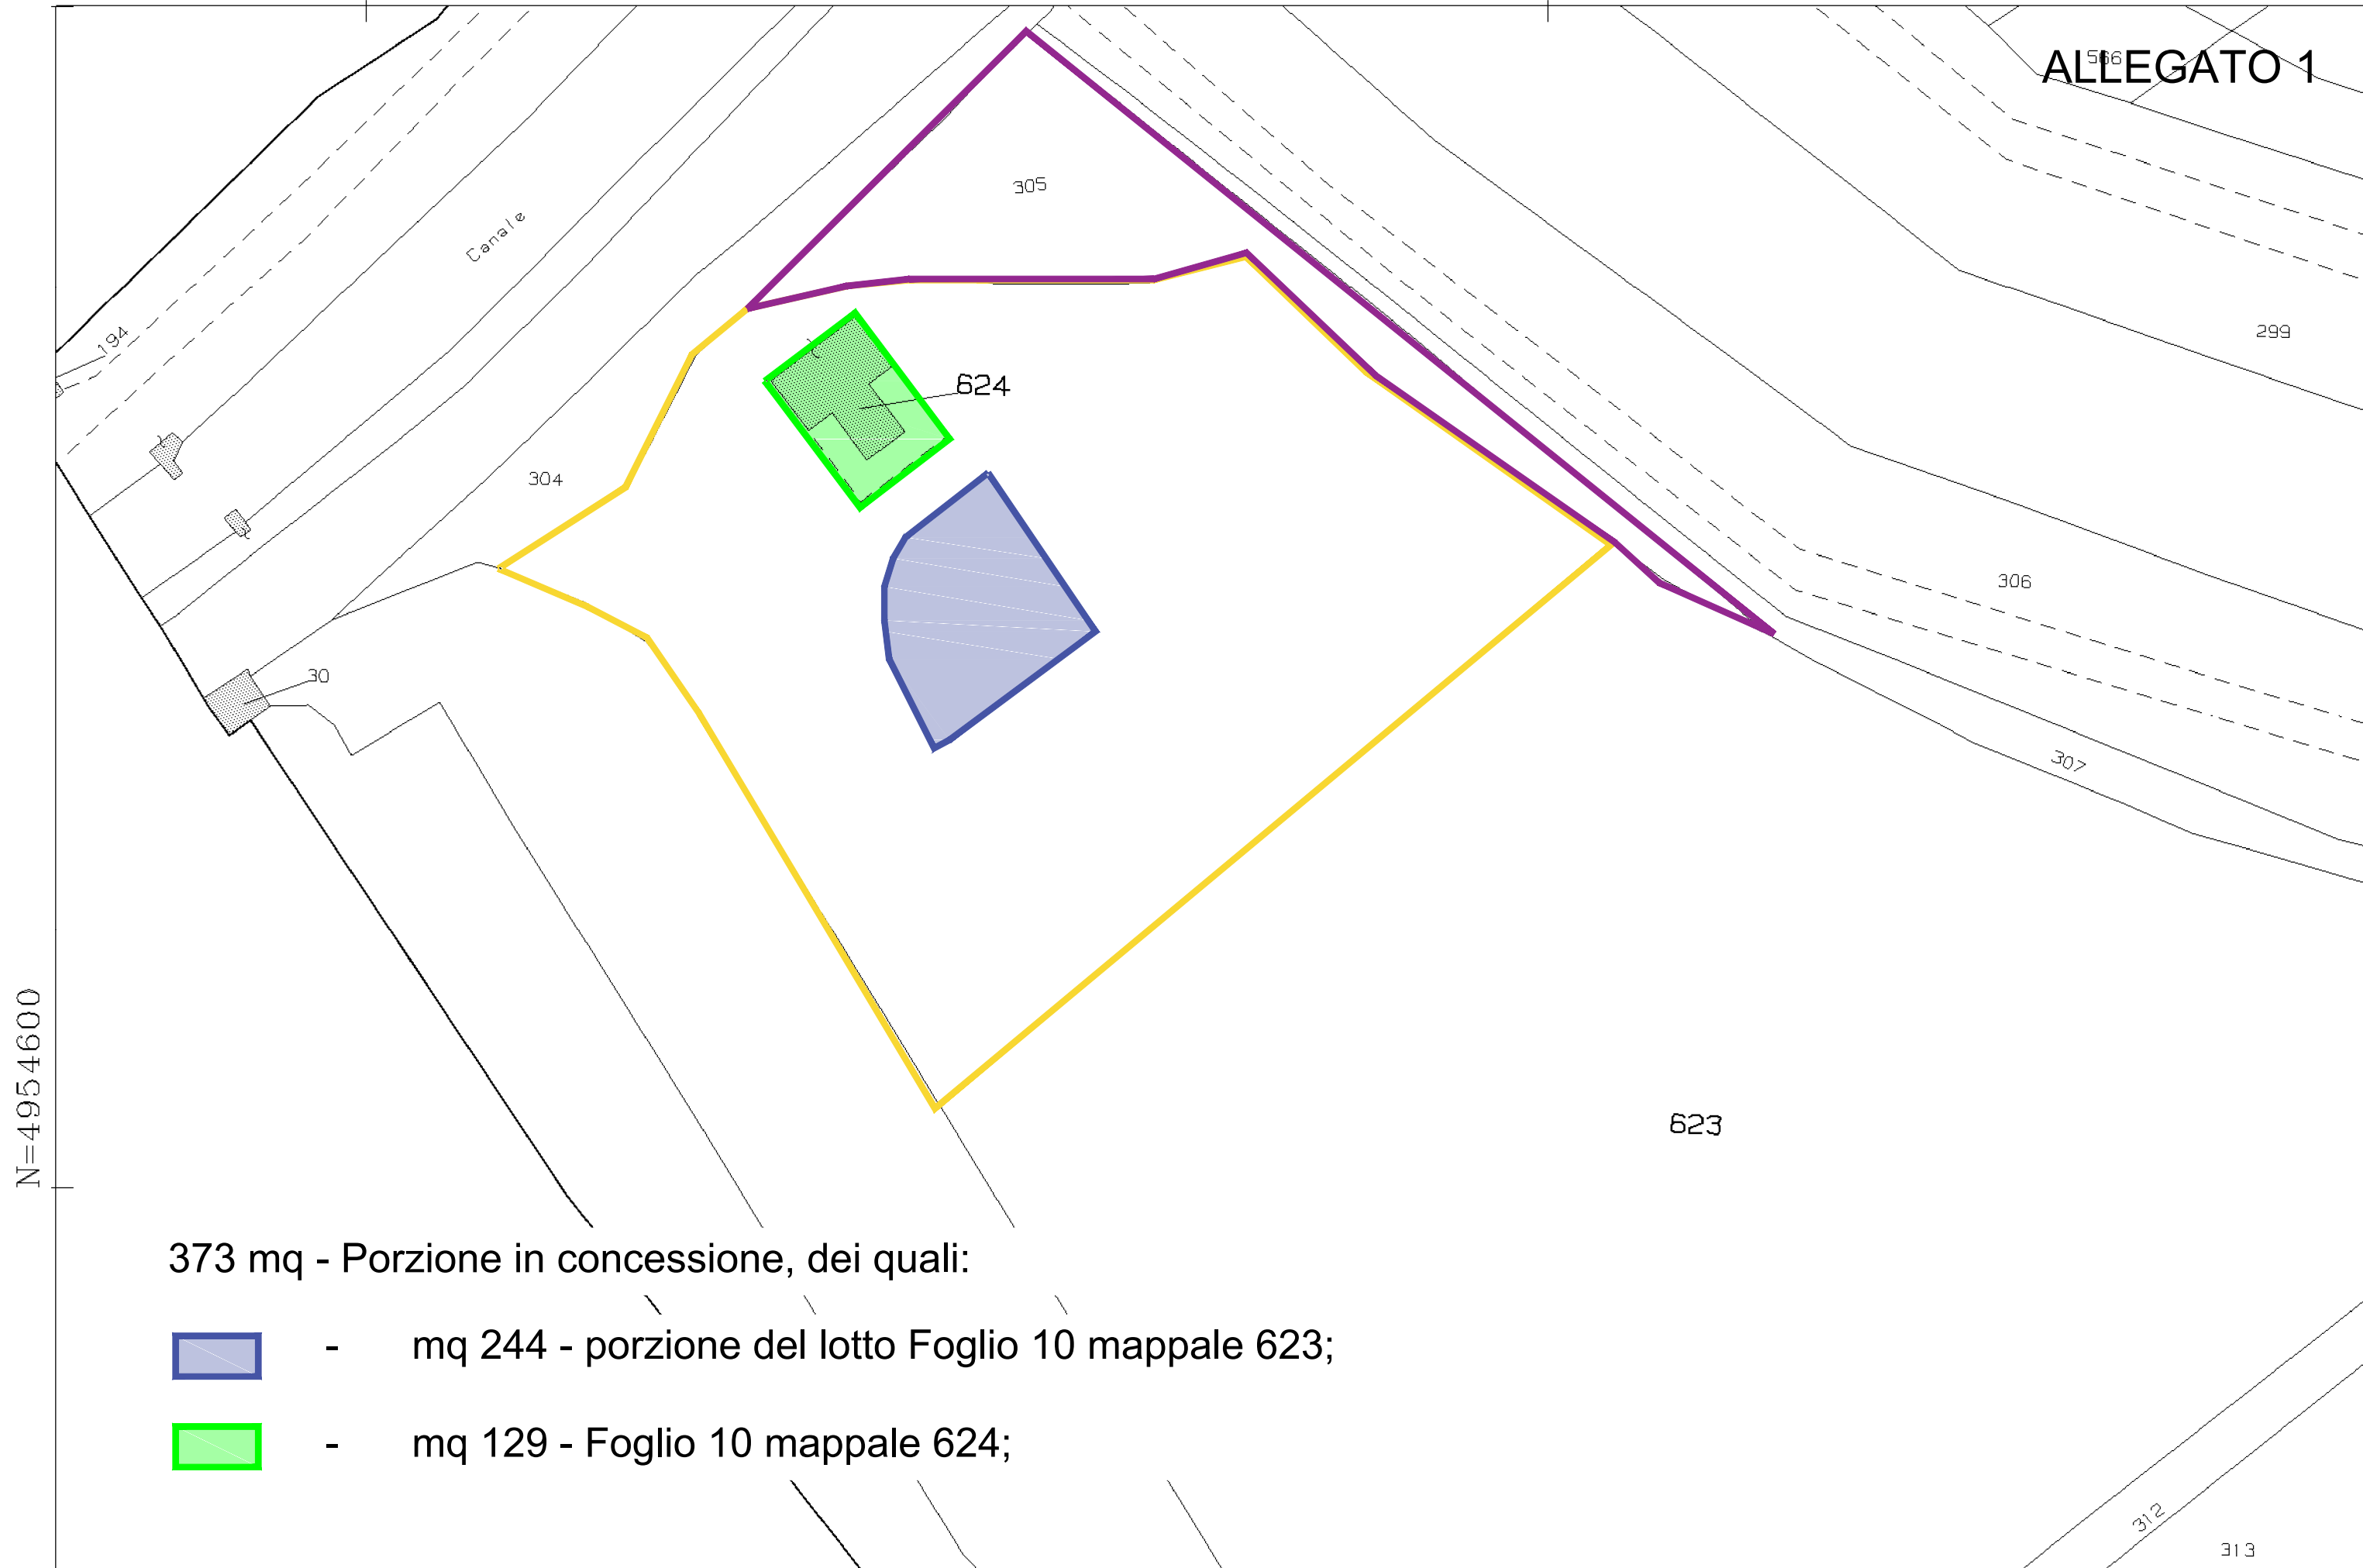 ALLEGATO 1
566
305
Canale
194
299
624
304
306
30
307
N=4954600
623
373 mq - Porzione in concessione, dei quali:
- mq 244 - porzione del lotto Foglio 10 mappale 623;
- mq 129 - Foglio 10 mappale 624;
312
313